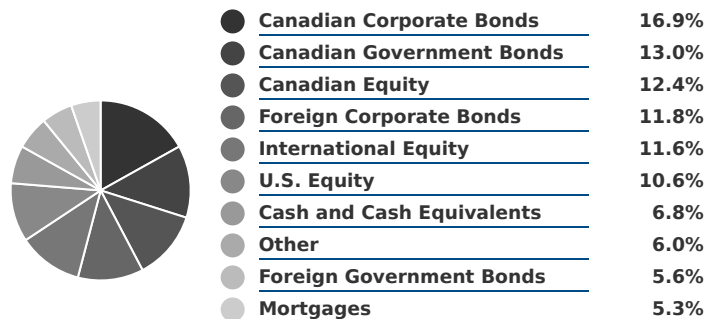 Canadian Corporate Bonds 16.9%
Canadian Government Bonds 13.0%
Canadian Equity 12.4%
Foreign Corporate Bonds 11.8%
International Equity 11.6%
U.S. Equity 10.6%
Cash and Cash Equivalents 6.8%
Other 6.0%
Foreign Government Bonds 5.6%
Mortgages 5.3%